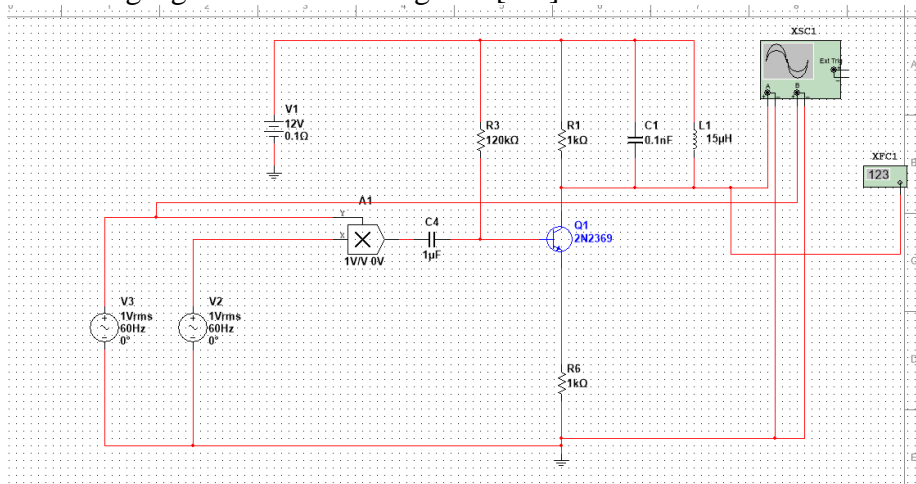 XSC1
Ext Trig
A
B
V1
12V
0.1Ω
R3
120kΩ
R1
1kΩ
C1
0.1nF
L1
15µH
XFC1
123
A1
Y
X
1V/V 0V
C4
1µF
Q1
2N2369
V3
1Vrms
60Hz
0°
V2
1Vrms
60Hz
0°
R6
1kΩ